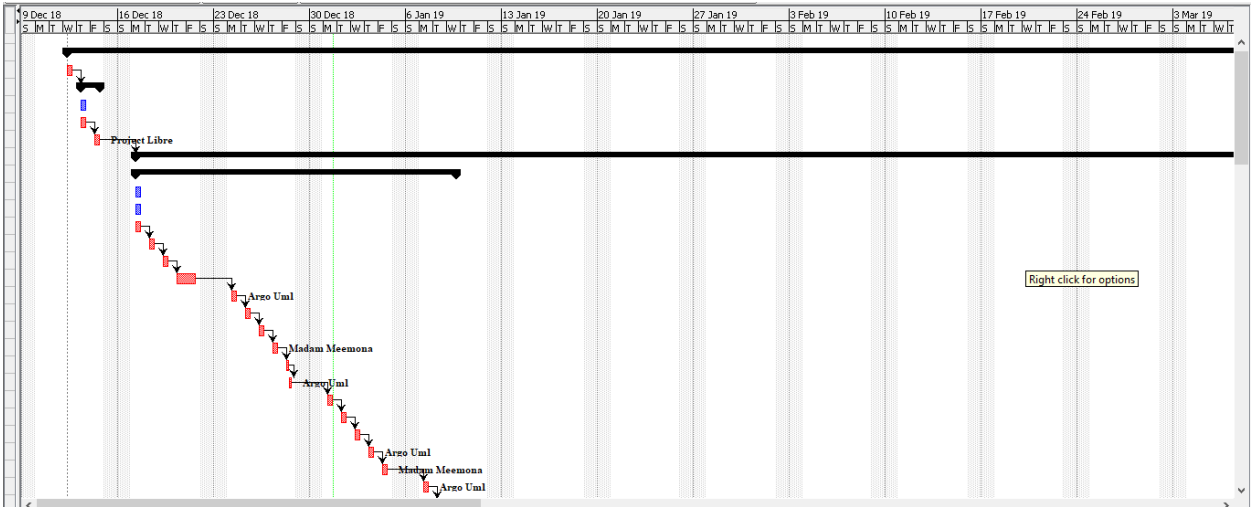 9 Dec 18 16 Dec 18 23 Dec 18 30 Dec 18 6 Jan 19 13 Jan 19 20 Jan 19 27 Jan 19 3 Feb 19 10 Feb 19 17 Feb 19 24 Feb 19 3 Mar 19
S M T W T F S S M T W T F S S M T W T F S S M T W T F S S M T W T F S S M T W T F S S M T W T F S S M T W T F S S M T W T F S S M T W T F S S M T W T F S S M T W T F S S M T W T
Project Libre
Right click for options
Argo Uml
Madam Meemona
Argo Uml
Argo Uml
Madam Meemona
Argo Uml